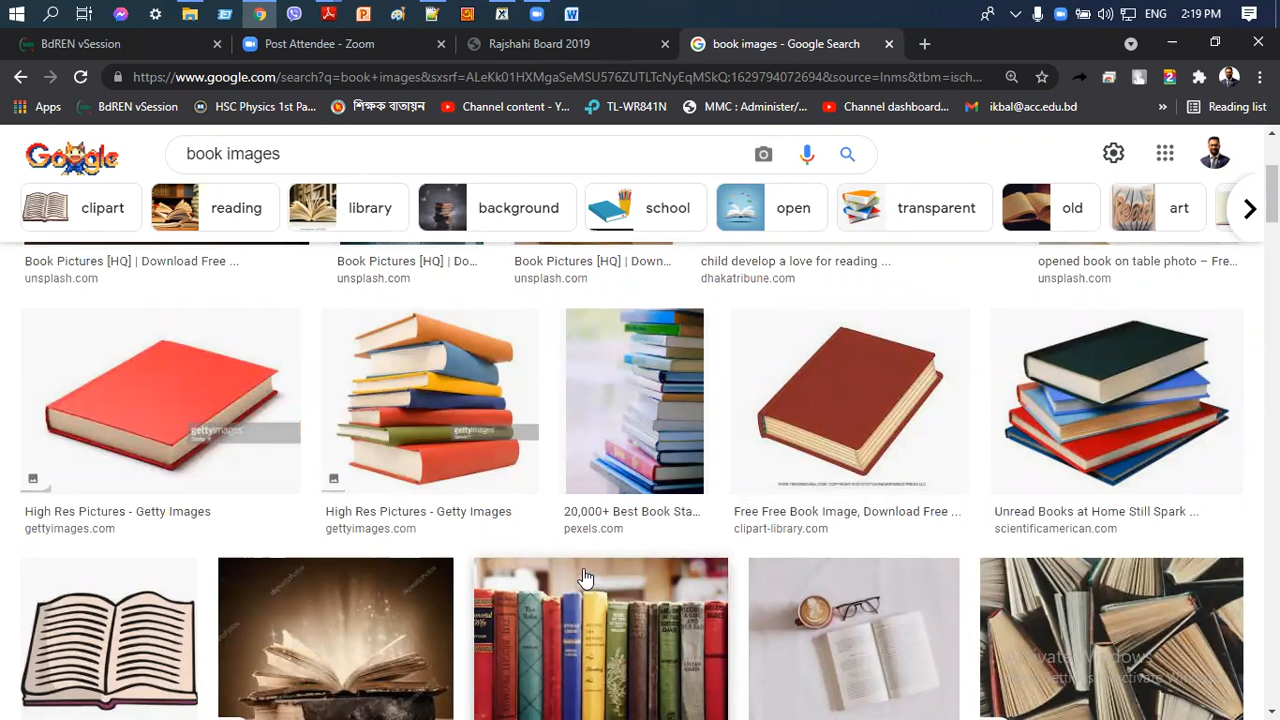 ENG 2:19 PM
BdREN vSession
Post Attendee - Zoom
Rajshahi Board 2019
book images - Google Search
https://www.google.com/search?q=book+images&sxsrf=ALeKk01HXMgaSeMSU576ZUTLTcNyEqMSkQ:1629794072694&source=lnms&tbm=isch...
Apps
BdREN vSession
HSC Physics 1st Pa...
শিক্ষক বাতায়ন
Channel content - Y...
TL-WR841N
MMC : Administer/...
Channel dashboard...
ikbal@acc.edu.bd
»
Reading list
Google
book images
clipart
reading
library
background
school
open
transparent
old
art
Book Pictures [HQ] | Download Free ...
unsplash.com
Book Pictures [HQ] | Do...
unsplash.com
Book Pictures [HQ] | Down...
unsplash.com
child develop a love for reading ...
dhakatribune.com
opened book on table photo – Fre...
unsplash.com
gettyimages
gettyimages
High Res Pictures - Getty Images
gettyimages.com
High Res Pictures - Getty Images
gettyimages.com
20,000+ Best Book Sta...
pexels.com
Free Free Book Image, Download Free ...
clipart-library.com
Unread Books at Home Still Spark ...
scientificamerican.com
depositphotos
Activate Windows